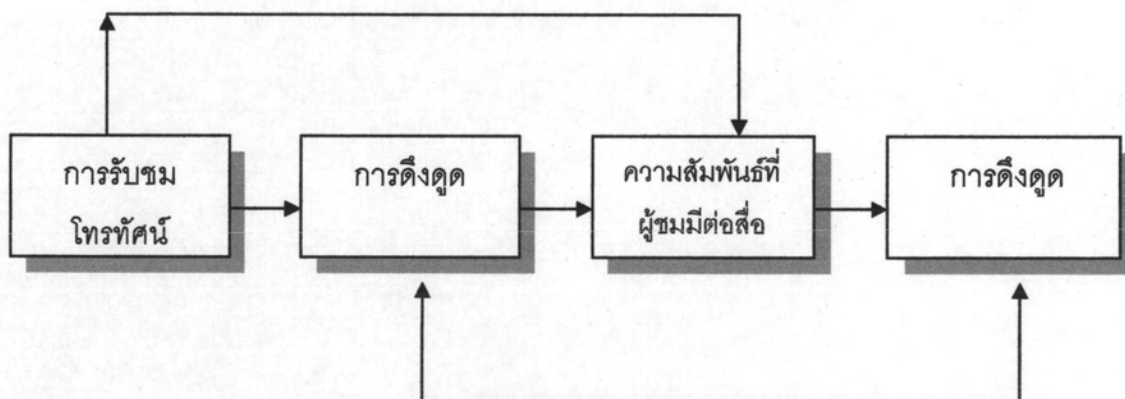 การรับชม
โทรทัศน์
การดึงดูด
ความสัมพันธ์ที่
ผู้ชมมีต่อสื่อ
การดึงดูด